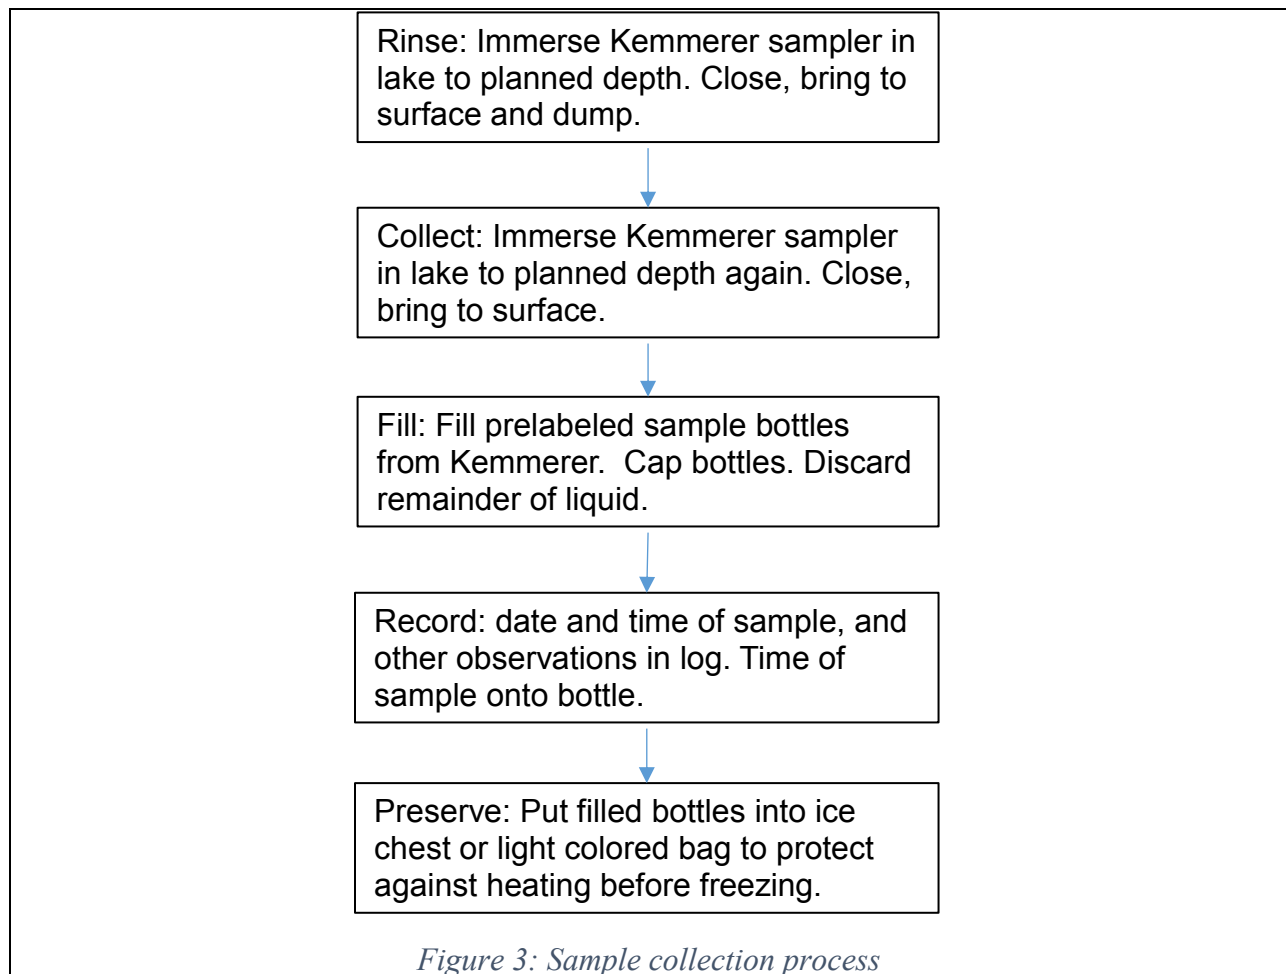 Rinse: Immerse Kemmerer sampler in
lake to planned depth. Close, bring to
surface and dump.
Collect: Immerse Kemmerer sampler
in lake to planned depth again. Close,
bring to surface.
Fill: Fill prelabeled sample bottles
from Kemmerer.  Cap bottles. Discard
remainder of liquid.
Record: date and time of sample, and
other observations in log. Time of
sample onto bottle.
Preserve: Put filled bottles into ice
chest or light colored bag to protect
against heating before freezing.
Figure 3: Sample collection process